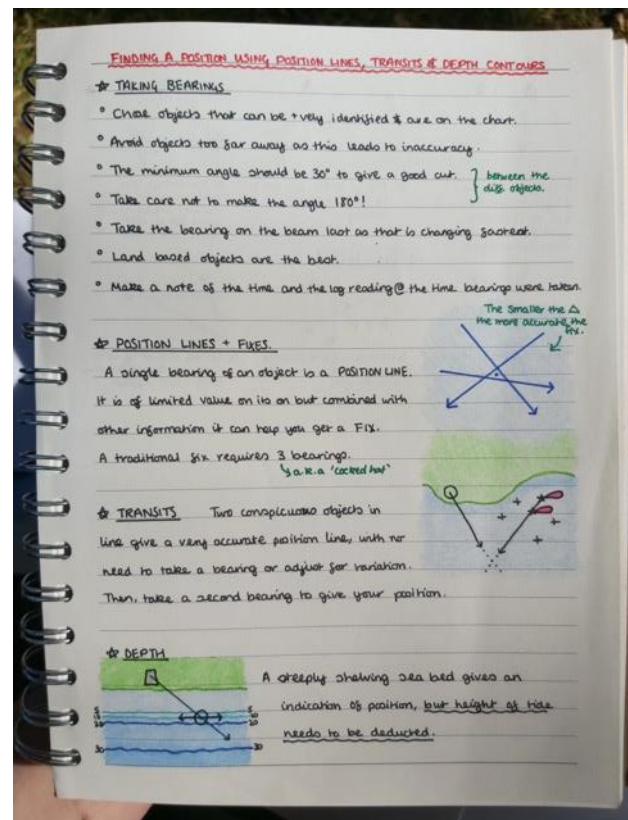 FINDING A POSITION USING POSITION LINES, TRANSITS & DEPTH CONTOURS
☆ TAKING BEARINGS
° Chose objects that can be +vely identified & are on the chart.
° Avoid objects too far away as this leads to inaccuracy.
° The minimum angle should be 30° to give a good cut. } between the
diff. objects.
° Take care not to make the angle 180°!
° Take the bearing on the beam last as that is changing fastest.
° Land based objects are the best.
° Make a note of the time and the log reading @ the time bearings were taken.
The smaller the △
the more accurate the
fix.
☆ POSITION LINES + FIXES.
A single bearing of an object is a POSITION LINE.
It is of limited value on its on but combined with
other information it can help you get a FIX.
A traditional fix requires 3 bearings.
↳ a.k.a 'cocked hat'
☆ TRANSITS Two conspicuous objects in
line give a very accurate position line, with no
need to take a bearing or adjust for variation.
Then, take a second bearing to give your position.
☆ DEPTH
A steeply shelving sea bed gives an
indication of position, but height of tide
needs to be deducted.
5
10
20
30
5
10
20
30